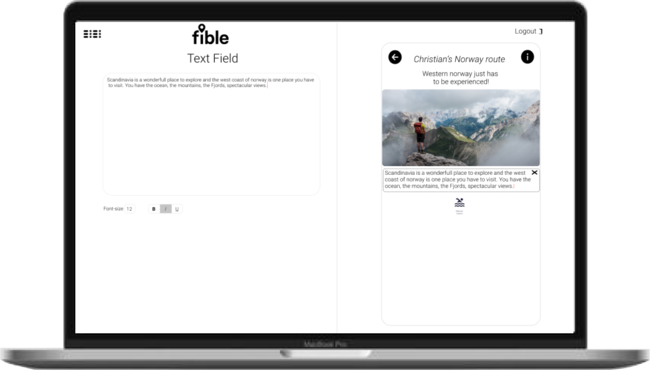 fible
Logout
Text Field
Scandinavia is a wonderfull place to explore and the west coast of norway is one place you have
to visit. You have the ocean, the mountains, the Fjords, spectacular views.
Font-size: 12
B
I
U
Christian's Norway route
i
Western norway just has
to be experienced!
Scandinavia is a wonderfull place to explore and the west
coast of norway is one place you have to visit. You have the
ocean, the mountains, the Fjords, spectacular views.
MacBook Pro